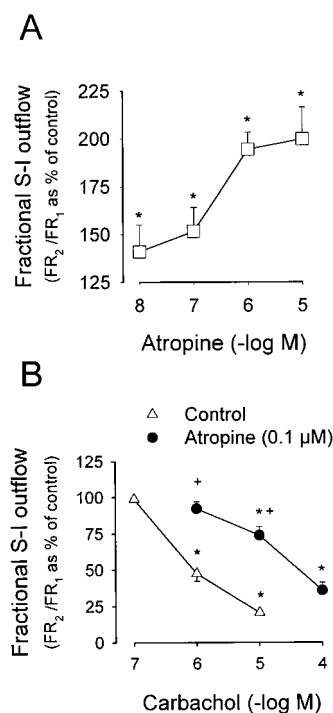 A
Fractional S-I outflow
(FR2 /FR1 as % of control)
225
200
175
150
125
*
*
*
*
8 7 6 5
Atropine (-log M)
B
△ Control
● Atropine (0.1 µM)
Fractional S-I outflow
(FR2 /FR1 as % of control)
100
75
50
25
0
+
* +
*
*
*
7 6 5 4
Carbachol (-log M)